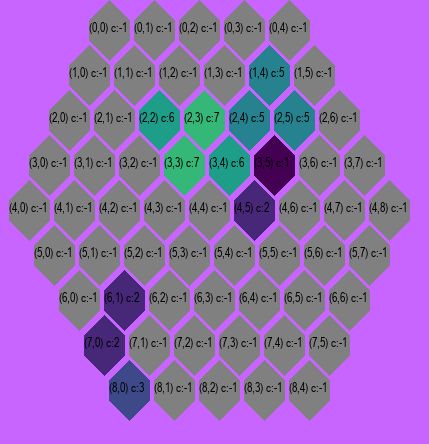 (0,0) c:-1 (0,1) c:-1 (0,2) c:-1 (0,3) c:-1 (0,4) c:-1
(1,0) c:-1 (1,1) c:-1 (1,2) c:-1 (1,3) c:-1 (1,4) c:5 (1,5) c:-1
(2,0) c:-1 (2,1) c:-1 (2,2) c:6 (2,3) c:7 (2,4) c:5 (2,5) c:5 (2,6) c:-1
(3,0) c:-1 (3,1) c:-1 (3,2) c:-1 (3,3) c:7 (3,4) c:6 (3,5) c:1 (3,6) c:-1 (3,7) c:-1
(4,0) c:-1 (4,1) c:-1 (4,2) c:-1 (4,3) c:-1 (4,4) c:-1 (4,5) c:2 (4,6) c:-1 (4,7) c:-1 (4,8) c:-1
(5,0) c:-1 (5,1) c:-1 (5,2) c:-1 (5,3) c:-1 (5,4) c:-1 (5,5) c:-1 (5,6) c:-1 (5,7) c:-1
(6,0) c:-1 (6,1) c:2 (6,2) c:-1 (6,3) c:-1 (6,4) c:-1 (6,5) c:-1 (6,6) c:-1
(7,0) c:2 (7,1) c:-1 (7,2) c:-1 (7,3) c:-1 (7,4) c:-1 (7,5) c:-1
(8,0) c:3 (8,1) c:-1 (8,2) c:-1 (8,3) c:-1 (8,4) c:-1